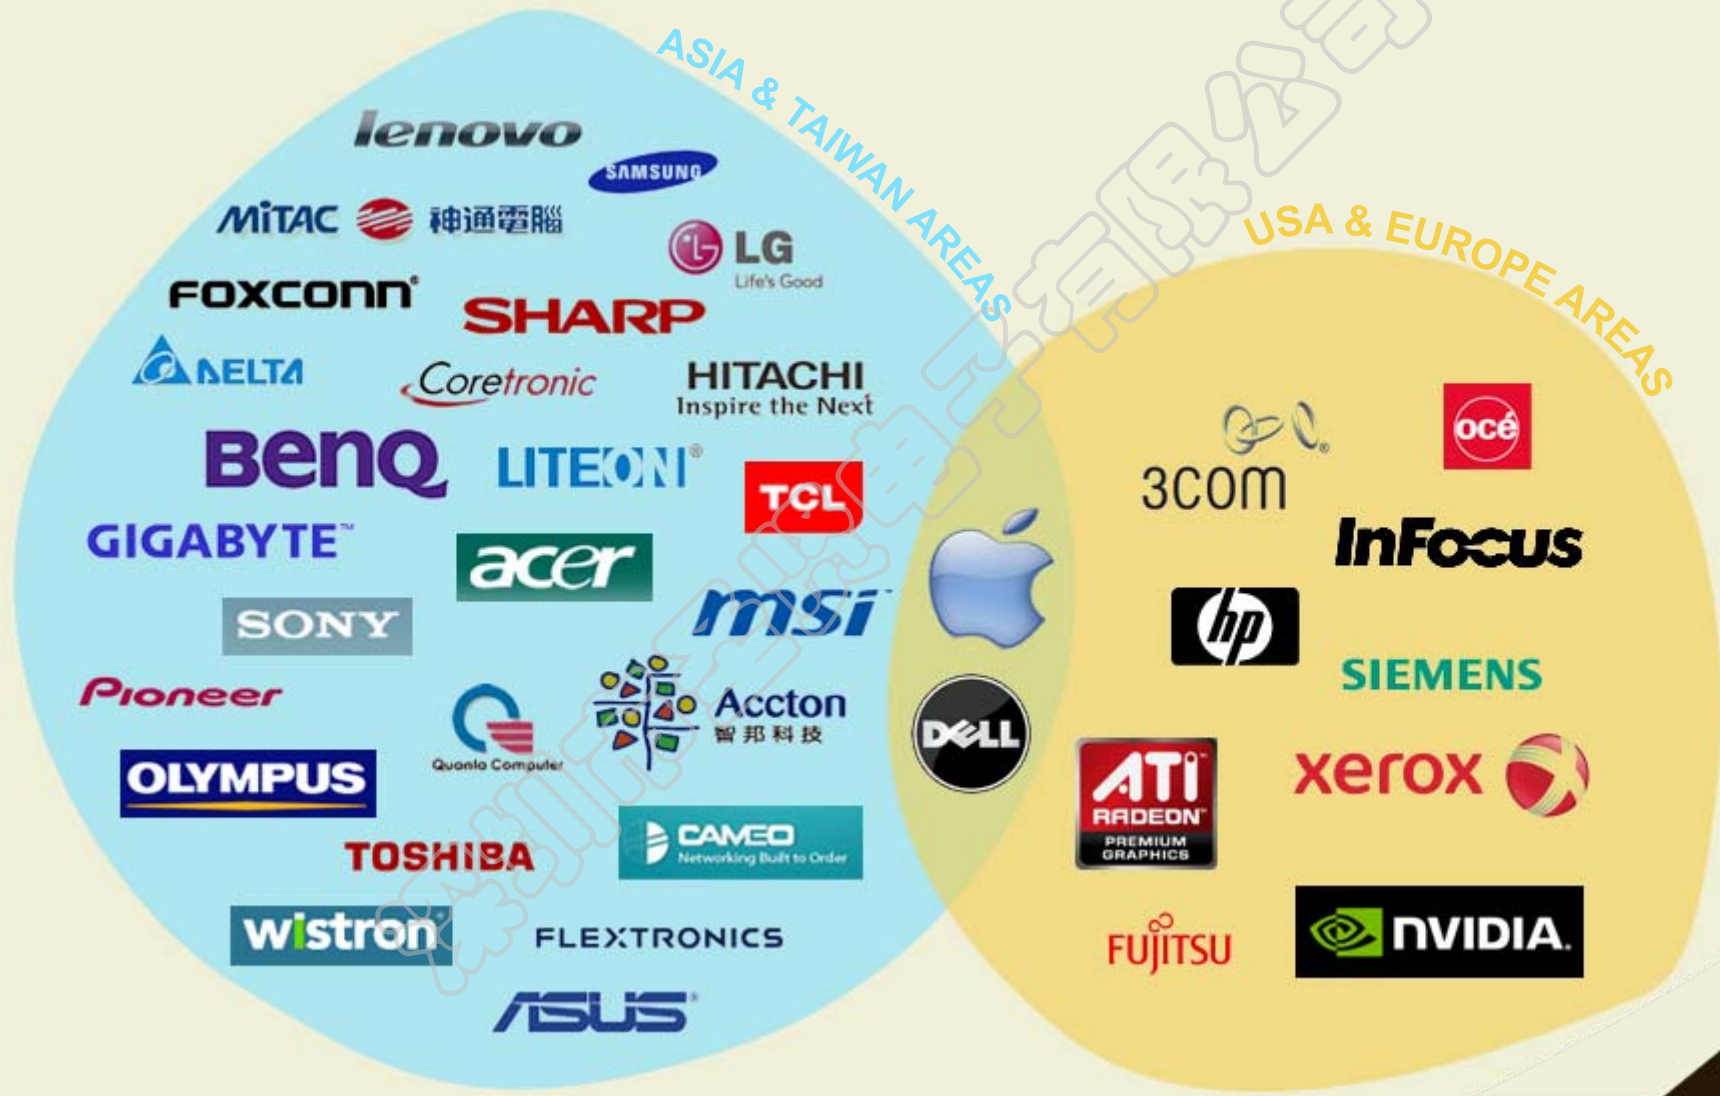 ASIA & TAIWAN AREAS
USA & EUROPE AREAS
lenovo
SAMSUNG
MiTAC 神通電腦
LG
Life's Good
FOXCONN®
SHARP
DELTA
Coretronic
HITACHI
Inspire the Next
BenQ
LITEON®
TCL
GIGABYTE™
acer
SONY
msi™
Pioneer
Quanta Computer
Accton
智邦科技
OLYMPUS
TOSHIBA
CAMEO
Networking Built to Order
wistron
FLEXTRONICS
ASUS®
DELL
3COM
océ
InFocus
hp
SIEMENS
ATI
RADEON™
PREMIUM
GRAPHICS
xerox
FUJITSU
NVIDIA.